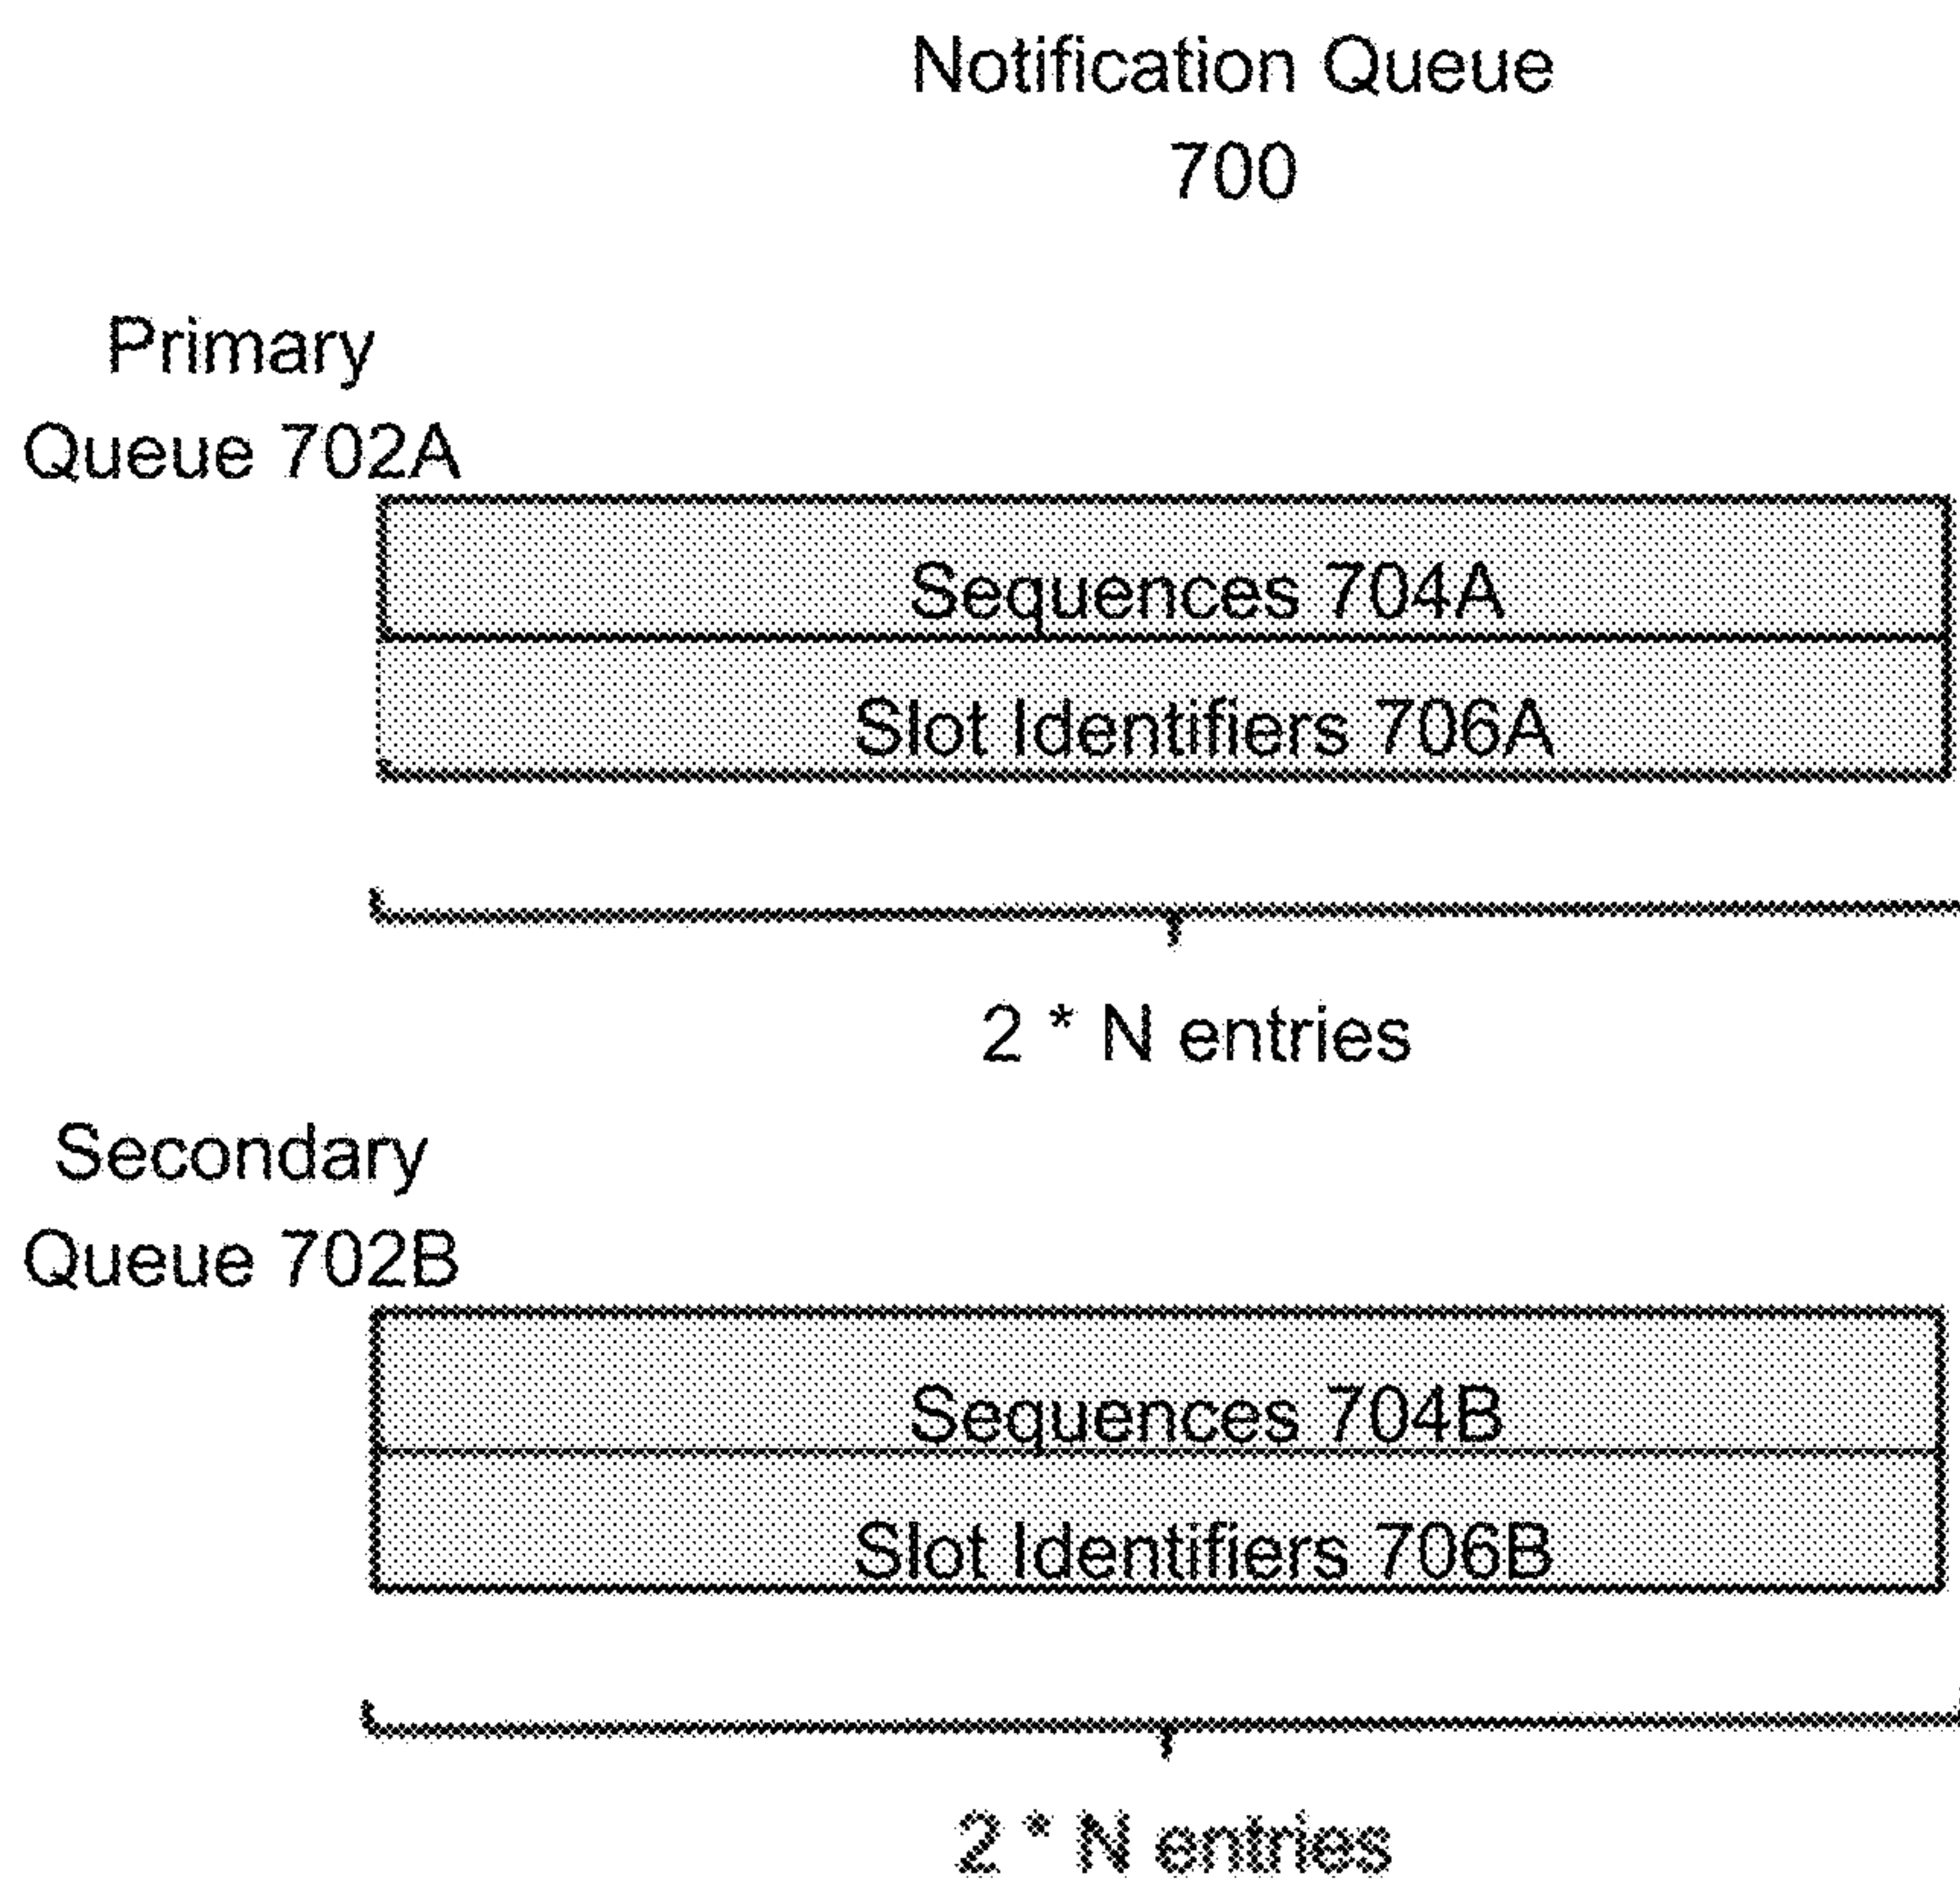 Notification Queue
700
Primary
Queue 702A
Sequences 704A
Slot Identifiers 706A
2 * N entries
Secondary
Queue 702B
Sequences 704B
Slot Identifiers 706B
2 * N entries